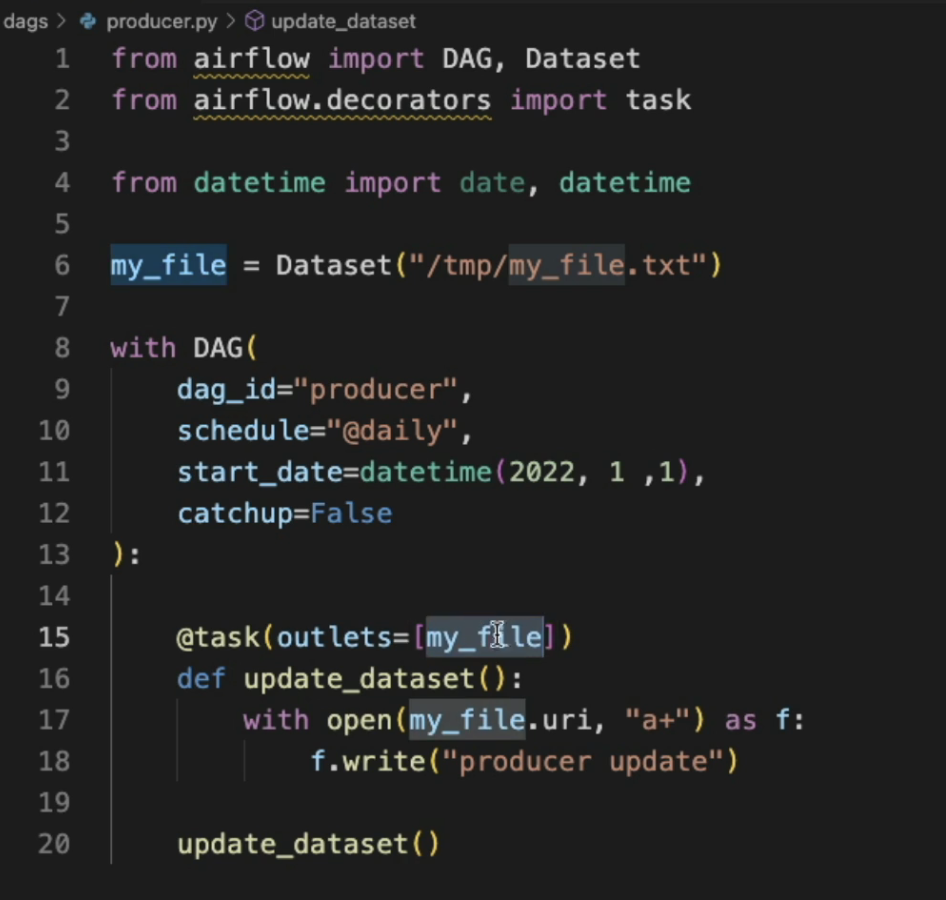 dags > producer.py > update_dataset
1 from airflow import DAG, Dataset
2 from airflow.decorators import task
3
4 from datetime import date, datetime
5
6 my_file = Dataset("/tmp/my_file.txt")
7
8 with DAG(
9     dag_id="producer",
10     schedule="@daily",
11     start_date=datetime(2022, 1 ,1),
12     catchup=False
13 ):
14
15     @task(outlets=[my_file])
16     def update_dataset():
17         with open(my_file.uri, "a+") as f:
18             f.write("producer update")
19
20     update_dataset()